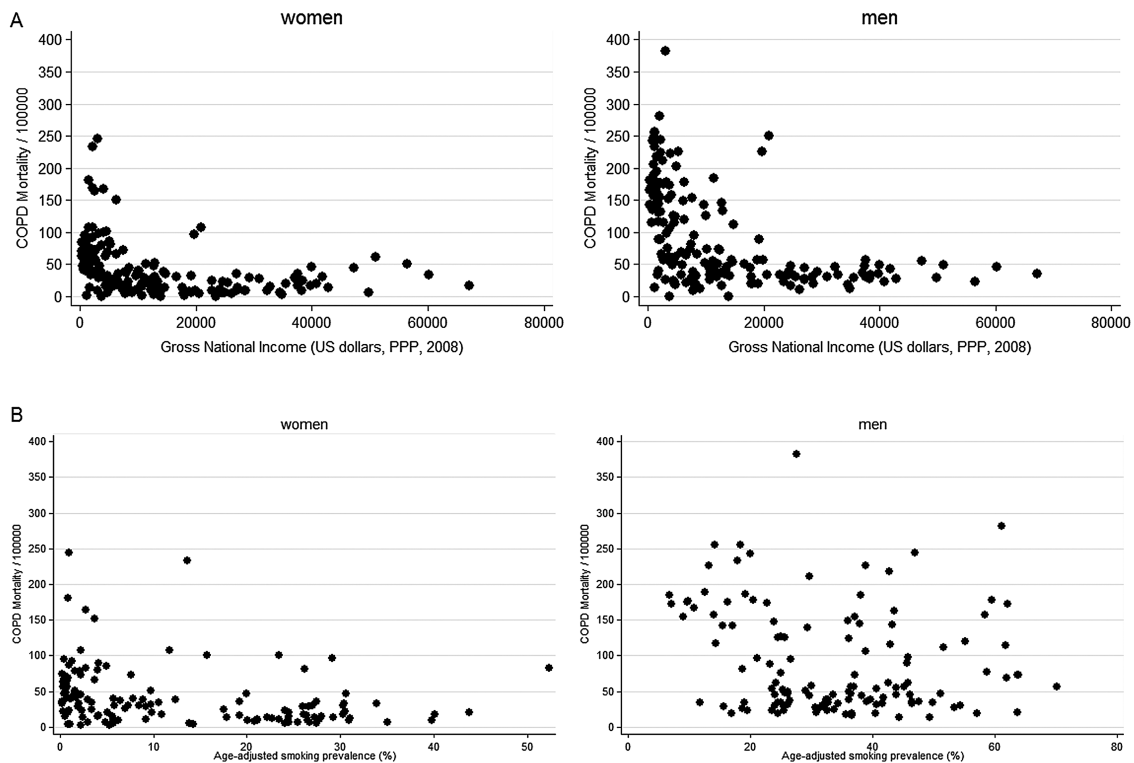 A
women
men
COPD Mortality / 100000
400
350
300
250
200
150
100
50
0
0 20000 40000 60000 80000
Gross National Income (US dollars, PPP, 2008)
COPD Mortality / 100000
400
350
300
250
200
150
100
50
0
0 20000 40000 60000 80000
Gross National Income (US dollars, PPP, 2008)
B
women
men
COPD Mortality / 100000
400
350
300
250
200
150
100
50
0
0 10 20 30 40 50
Age-adjusted smoking prevalence (%)
COPD Mortality / 100000
400
350
300
250
200
150
100
50
0
0 20 40 60 80
Age-adjusted smoking prevalence (%)